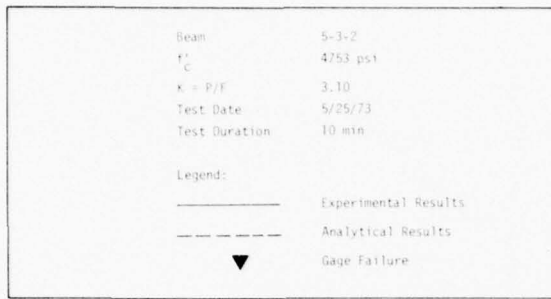 Beam 5-3-2
f'c 4753 psi
K = P/F 3.10
Test Date 5/25/73
Test Duration 10 min
Legend:
Experimental Results
Analytical Results
Gage Failure